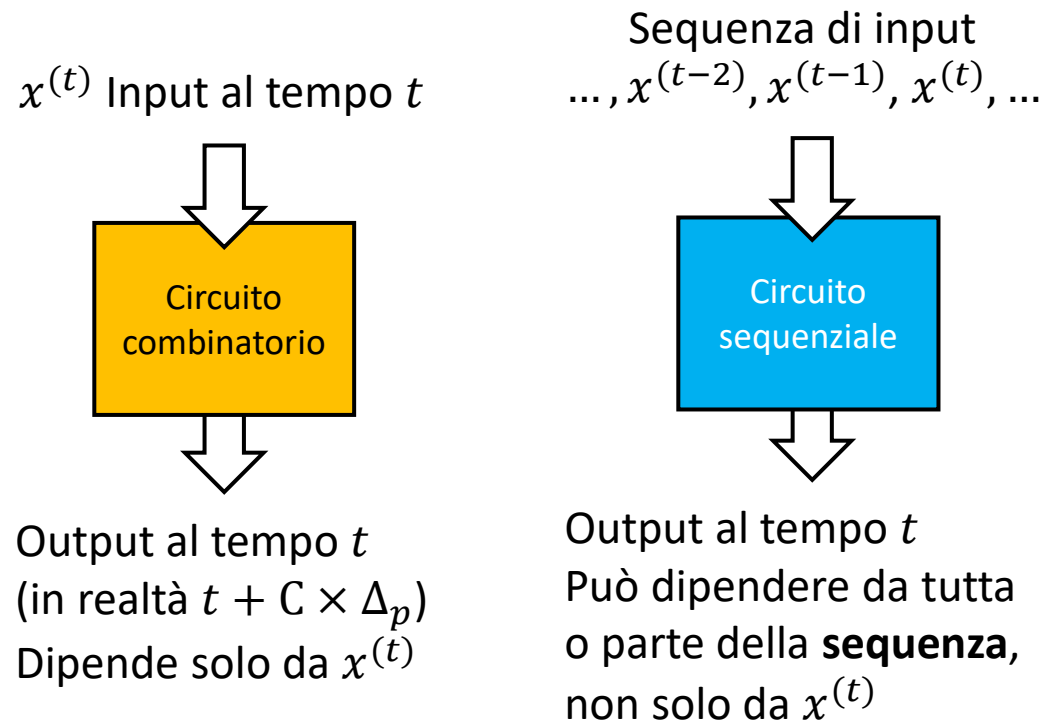 x^(t) Input al tempo t
Circuito
combinatorio
Output al tempo t
(in realtà t + C × Δ_p)
Dipende solo da x^(t)
Sequenza di input
… , x^(t−2), x^(t−1), x^(t), …
Circuito
sequenziale
Output al tempo t
Può dipendere da tutta
o parte della sequenza,
non solo da x^(t)